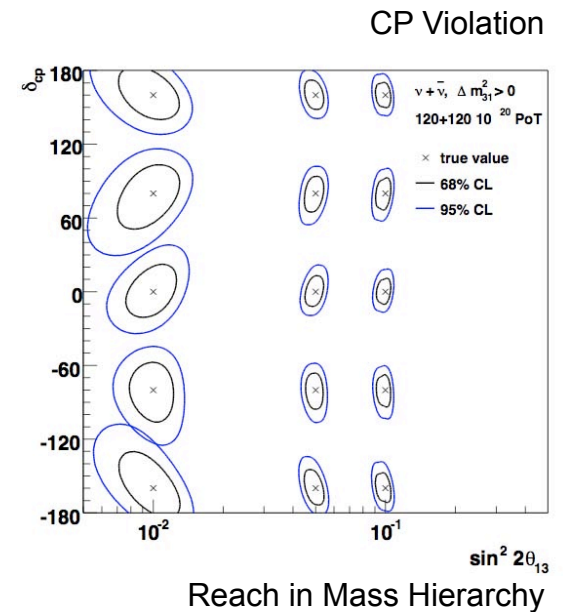 CP Violation
δcp
180
120
60
0
-60
-120
-180
ν + ν̄, Δ m²₃₁ > 0
120+120 10 ²⁰ PoT
× true value
68% CL
95% CL
10⁻²
10⁻¹
sin² 2θ₁₃
Reach in Mass Hierarchy